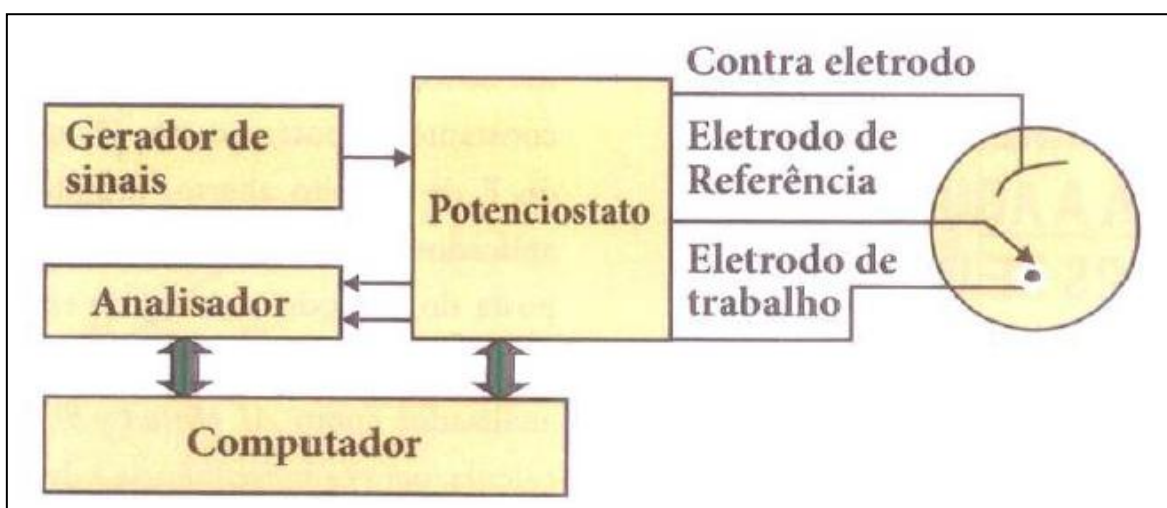 Contra eletrodo
Gerador de
sinais
Potenciostato
Eletrodo de
Referência
Analisador
Eletrodo de
trabalho
Computador